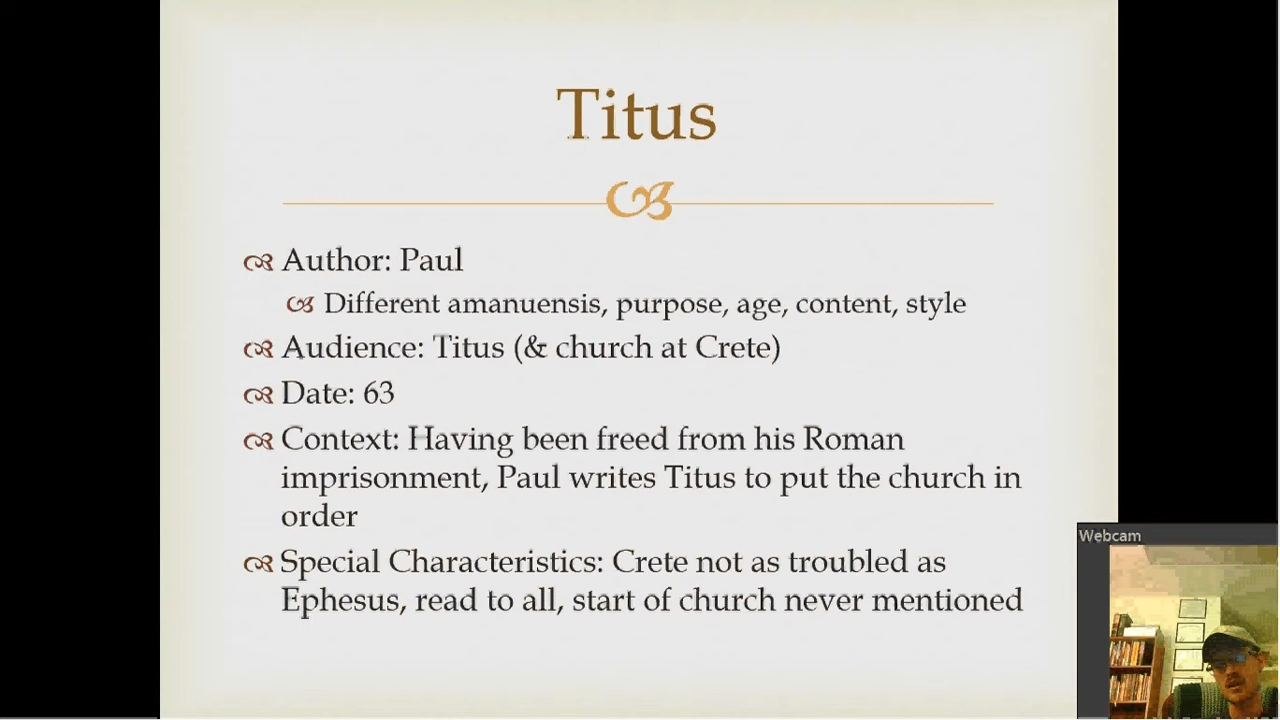 Titus
Author: Paul
Different amanuensis, purpose, age, content, style
Audience: Titus (& church at Crete)
Date: 63
Context: Having been freed from his Roman
imprisonment, Paul writes Titus to put the church in
order
Special Characteristics: Crete not as troubled as
Ephesus, read to all, start of church never mentioned
Webcam